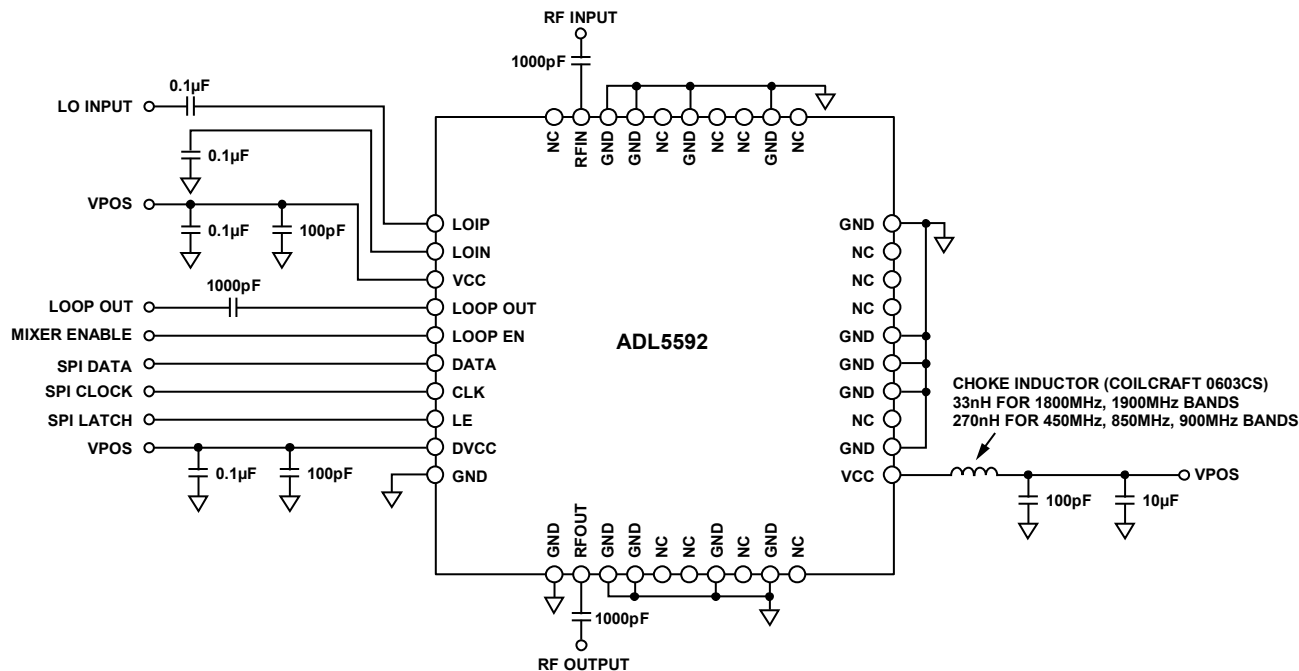 RF INPUT
1000pF
0.1µF
LO INPUT
0.1µF
VPOS
0.1µF
100pF
1000pF
LOOP OUT
MIXER ENABLE
SPI DATA
SPI CLOCK
SPI LATCH
VPOS
0.1µF
100pF
NC
RFIN
GND
GND
NC
GND
NC
NC
GND
NC
LOIP
LOIN
VCC
LOOP OUT
LOOP EN
DATA
CLK
LE
DVCC
GND
ADL5592
GND
NC
NC
NC
GND
GND
GND
NC
GND
VCC
CHOKE INDUCTOR (COILCRAFT 0603CS)
33nH FOR 1800MHz, 1900MHz BANDS
270nH FOR 450MHz, 850MHz, 900MHz BANDS
VPOS
100pF
10µF
GND
RFOUT
GND
GND
NC
NC
GND
NC
GND
NC
1000pF
RF OUTPUT